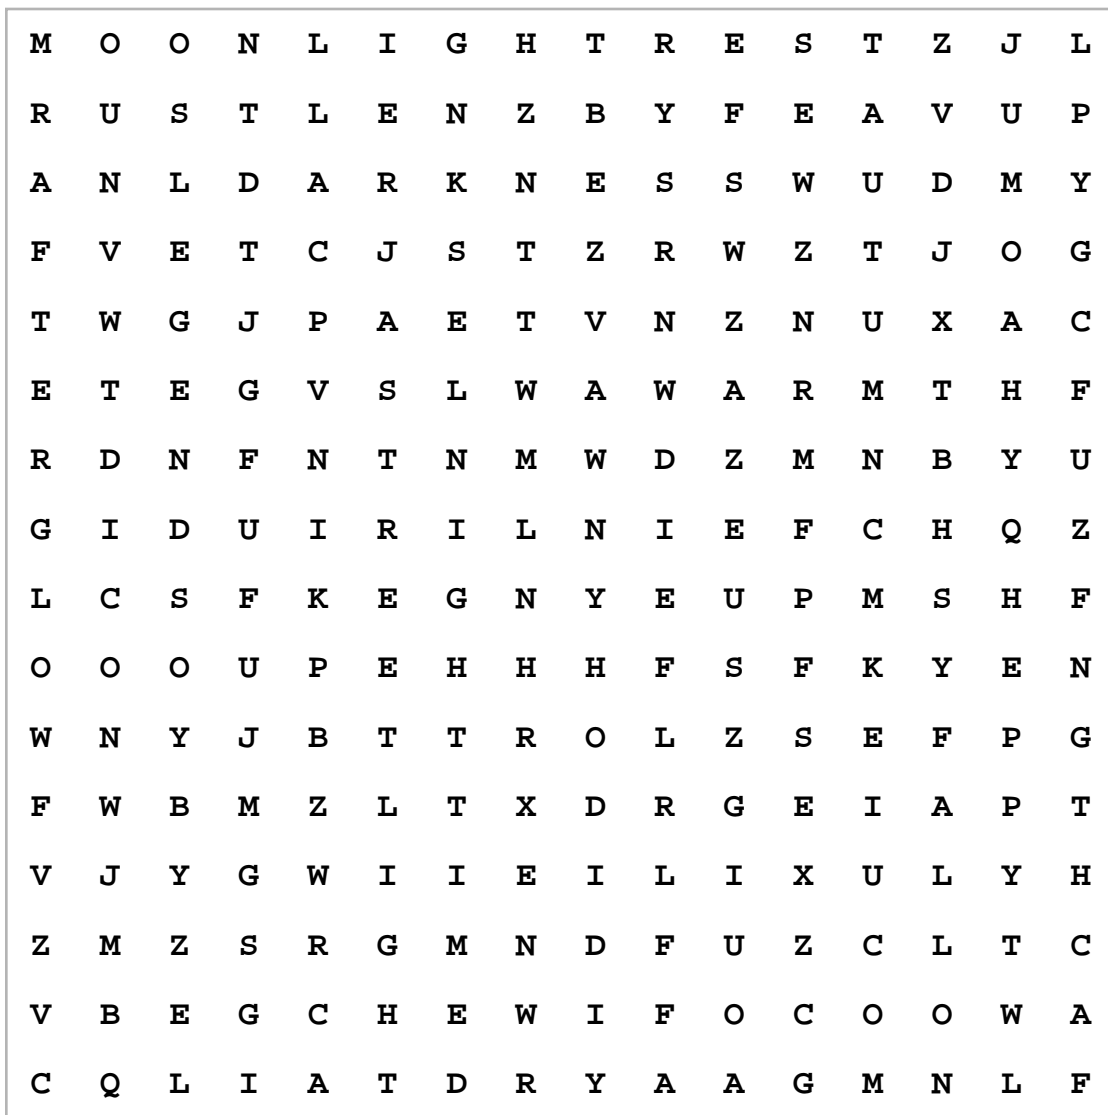 M O O N L I G H T R E S T Z J L
R U S T L E N Z B Y F E A V U P
A N L D A R K N E S S W U D M Y
F V E T C J S T Z R W Z T J O G
T W G J P A E T V N Z N U X A C
E T E G V S L W A W A R M T H F
R D N F N T N M W D Z M N B Y U
G I D U I R I L N I E F C H Q Z
L C S F K E G N Y E U P M S H F
O O O U P E H H H F S F K Y E N
W N Y J B T T R O L Z S E F P G
F W B M Z L T X D R G E I A P T
V J Y G W I I E I L I X U L Y H
Z M Z S R G M N D F U Z C L T C
V B E G C H E W I F O C O O W A
C Q L I A T D R Y A A G M N L F